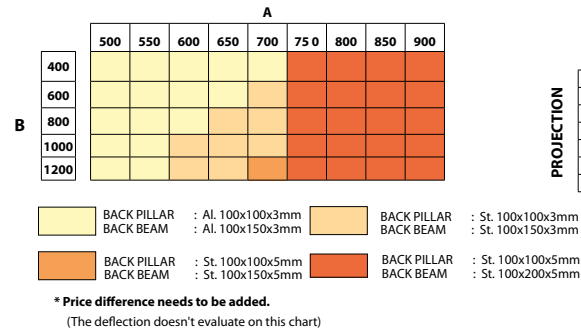 A
500 550 600 650 700 75 0 800 850 900
400
600
B
800
1000
1200
PROJECTION
BACK PILLAR : Al. 100x100x3mm
BACK BEAM : Al. 100x150x3mm
BACK PILLAR : St. 100x100x3mm
BACK BEAM : St. 100x150x3mm
BACK PILLAR : St. 100x100x5mm
BACK BEAM : St. 100x150x5mm
BACK PILLAR : St. 100x100x5mm
BACK BEAM : St. 100x200x5mm
* Price difference needs to be added.
(The deflection doesn't evaluate on this chart)